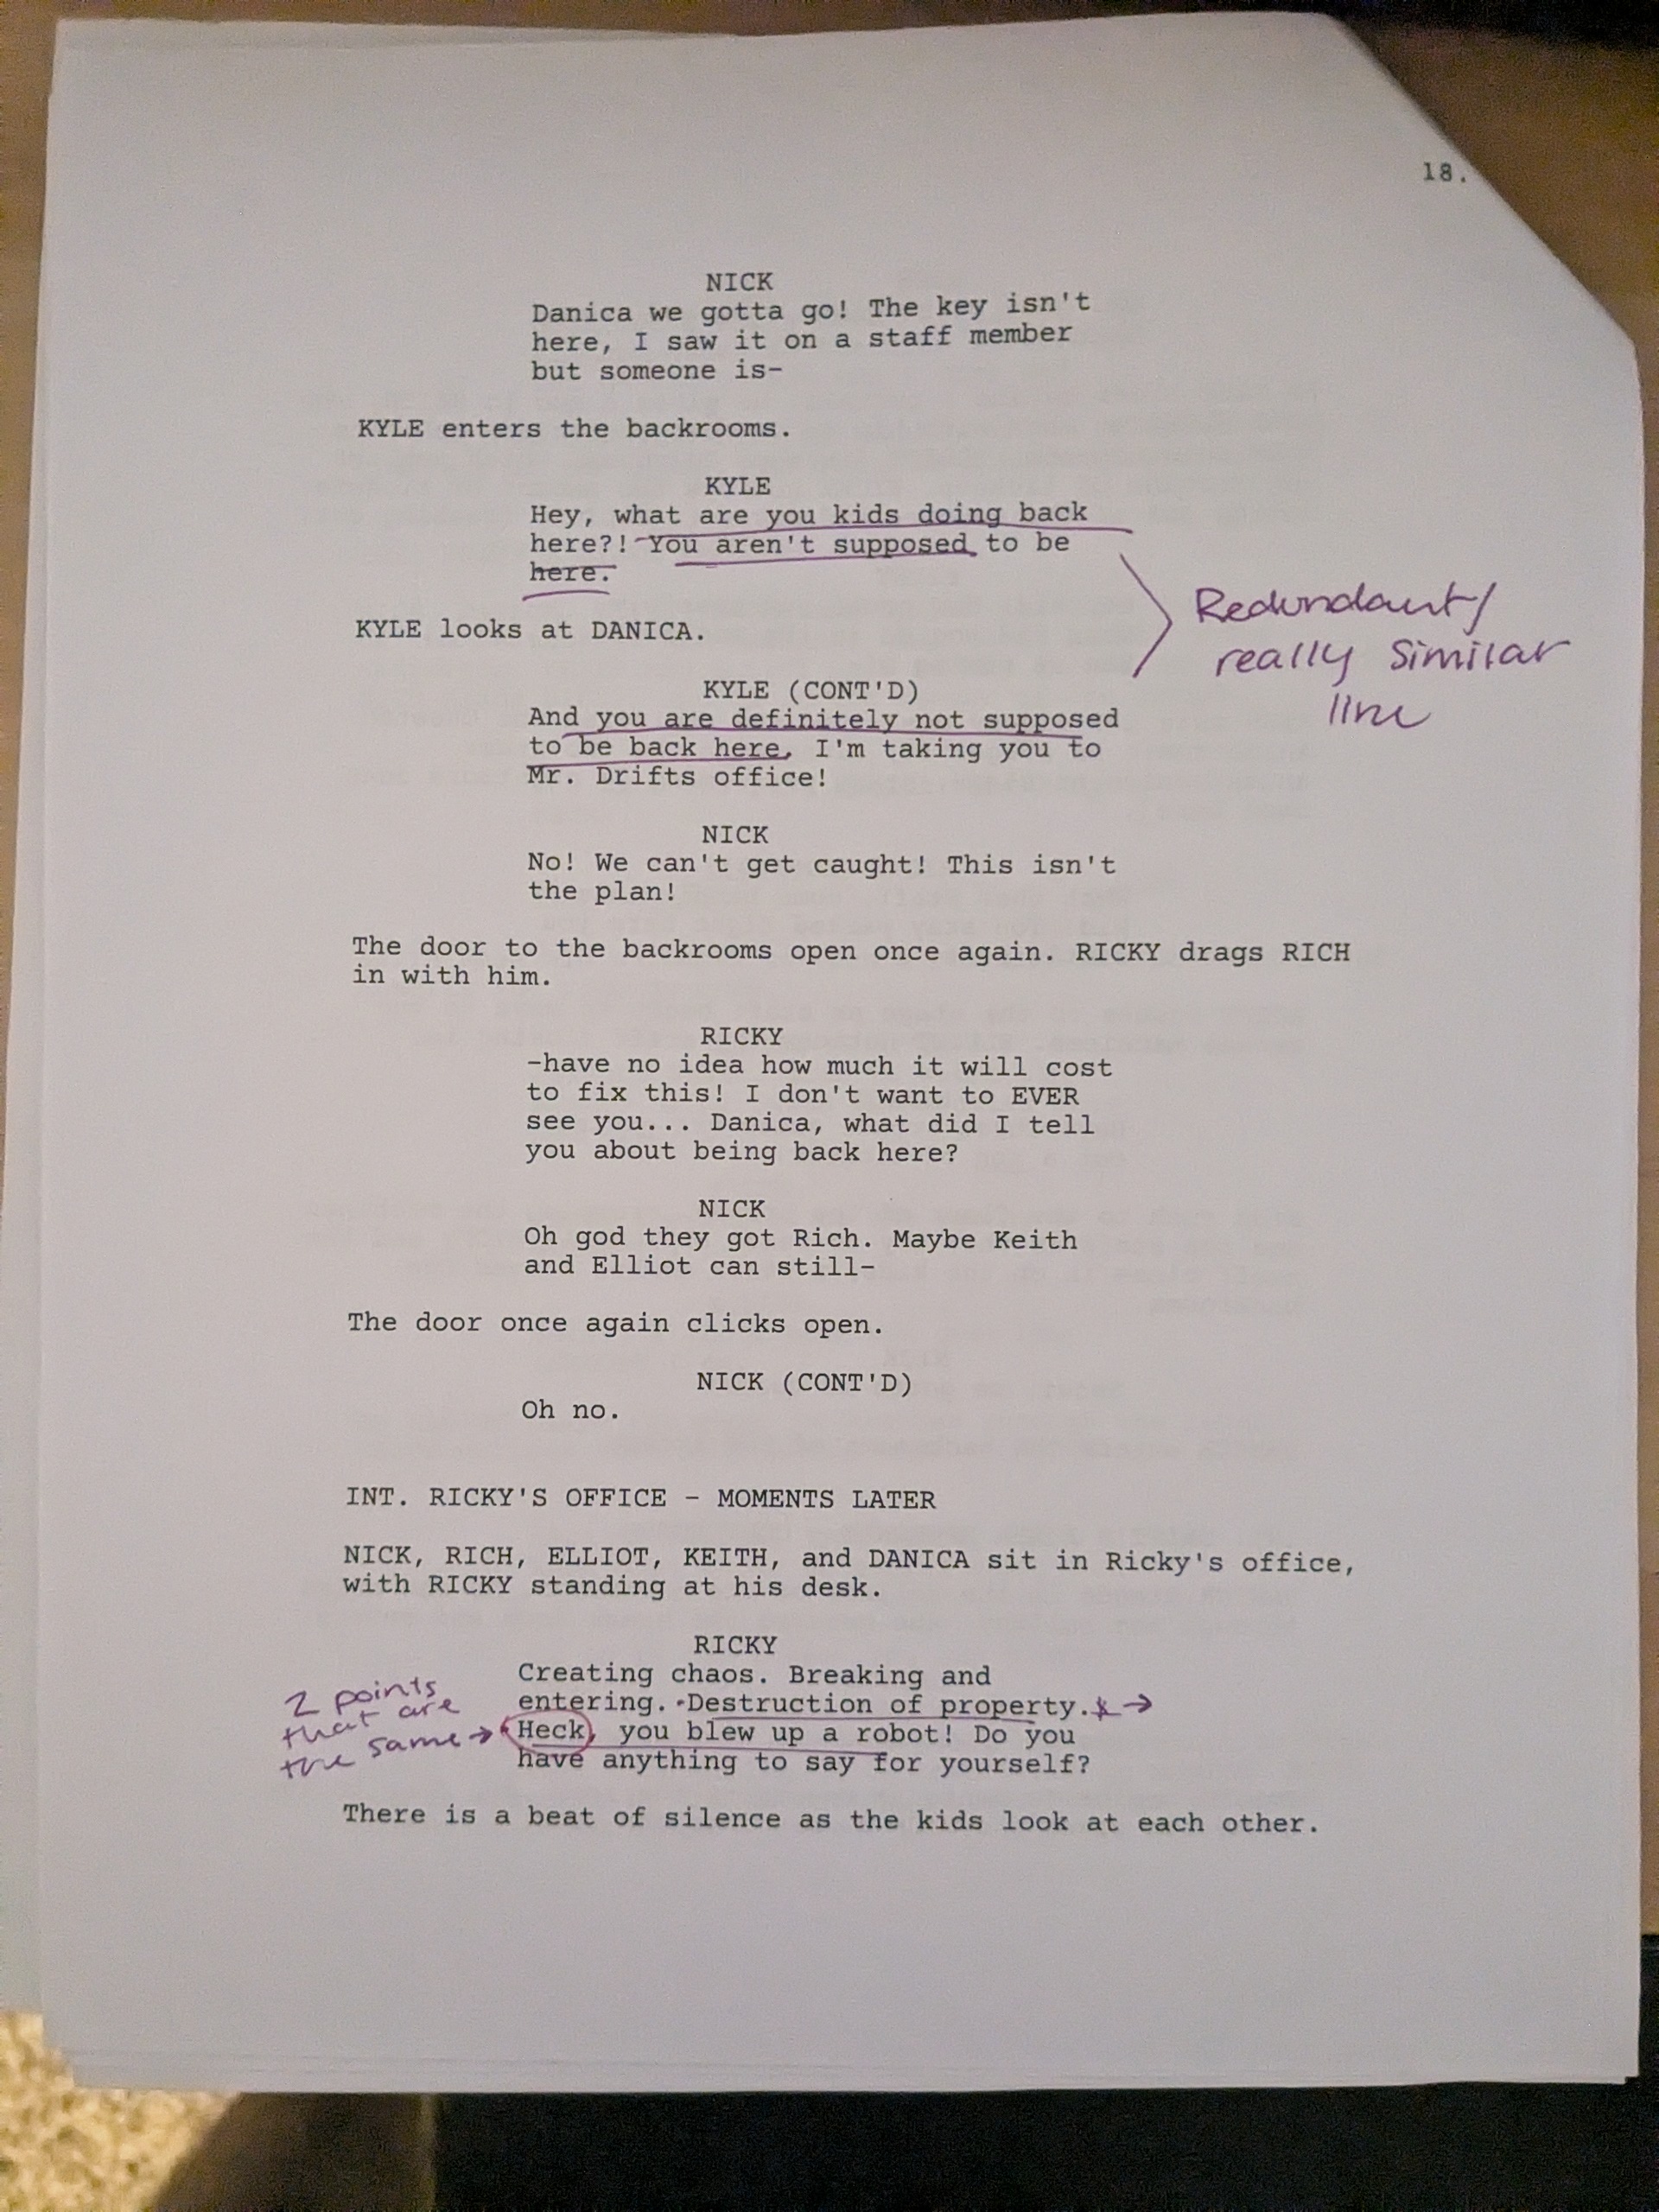 18.
NICK
Danica we gotta go! The key isn't
here, I saw it on a staff member
but someone is-
KYLE enters the backrooms.
KYLE
Hey, what are you kids doing back
here?! You aren't supposed to be
here.
Redundant/
really similar
line
KYLE looks at DANICA.
KYLE (CONT'D)
And you are definitely not supposed
to be back here, I'm taking you to
Mr. Drifts office!
NICK
No! We can't get caught! This isn't
the plan!
The door to the backrooms open once again. RICKY drags RICH
in with him.
RICKY
-have no idea how much it will cost
to fix this! I don't want to EVER
see you... Danica, what did I tell
you about being back here?
NICK
Oh god they got Rich. Maybe Keith
and Elliot can still-
The door once again clicks open.
NICK (CONT'D)
Oh no.
INT. RICKY'S OFFICE - MOMENTS LATER
NICK, RICH, ELLIOT, KEITH, and DANICA sit in Ricky's office,
with RICKY standing at his desk.
RICKY
Creating chaos. Breaking and
entering. Destruction of property.
Heck, you blew up a robot! Do you
have anything to say for yourself?
2 points
that are
the same →
There is a beat of silence as the kids look at each other.